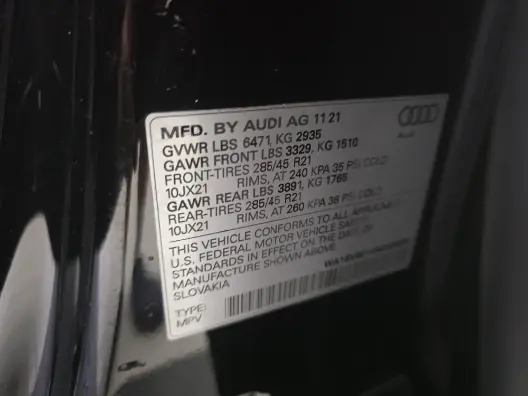 MFD. BY AUDI AG 11 21
GVWR LBS 6471, KG 2935
GAWR FRONT LBS 3329, KG 1510
FRONT-TIRES 285/45 R21
10JX21 RIMS, AT 240 KPA 35 PSI COLD
GAWR REAR LBS 3891, KG 1765
REAR-TIRES 285/45 R21
10JX21 RIMS, AT 260 KPA 38 PSI COLD
THIS VEHICLE CONFORMS TO ALL APPLICABLE
U.S. FEDERAL MOTOR VEHICLE SAFETY
STANDARDS IN EFFECT ON THE DATE OF
MANUFACTURE SHOWN ABOVE
SLOVAKIA
TYPE:
MPV
Audi